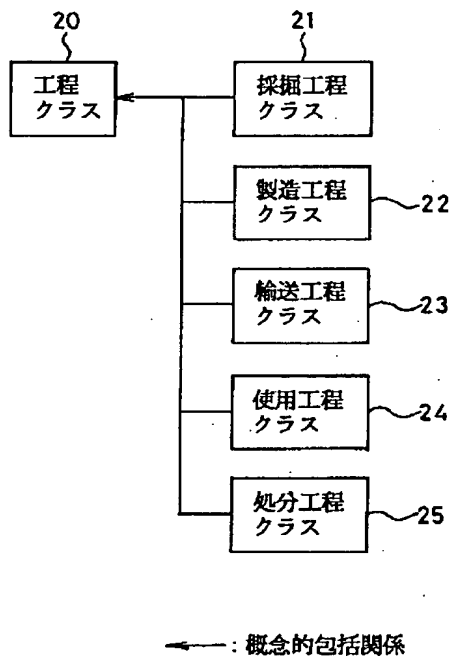 20
21
工程
クラス
採掘工程
クラス
製造工程
クラス
22
輸送工程
クラス
23
使用工程
クラス
24
処分工程
クラス
25
:概念的包括関係